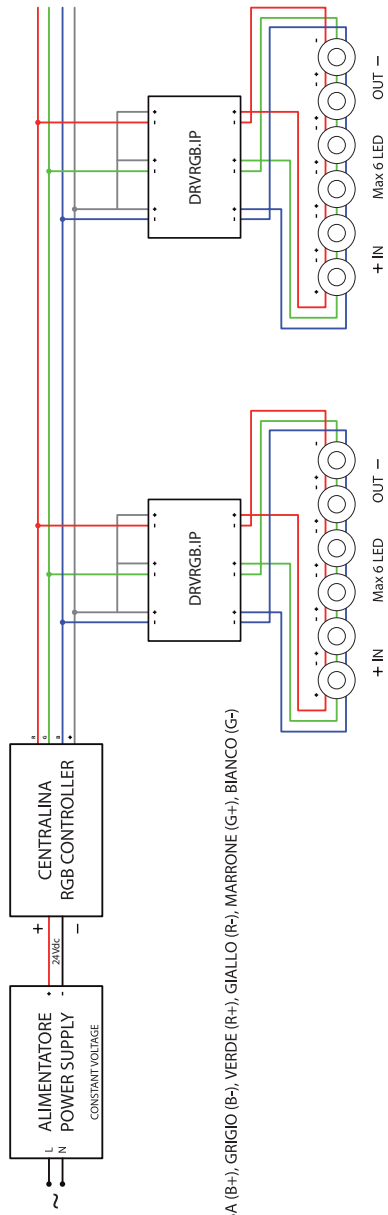 ~
L
N
ALIMENTATORE
POWER SUPPLY
CONSTANT VOLTAGE
+
-
+
24Vdc
−
CENTRALINA
RGB CONTROLLER
R
G
B
+
DRVRGB.IP
+ - + - + -
+ - + - + -
+ IN
Max 6 LED
OUT −
DRVRGB.IP
+ - + - + -
+ - + - + -
+ IN
Max 6 LED
OUT −
(B+), GRIGIO (B-), VERDE (R+), GIALLO (R-), MARRONE (G+), BIANCO (G-)